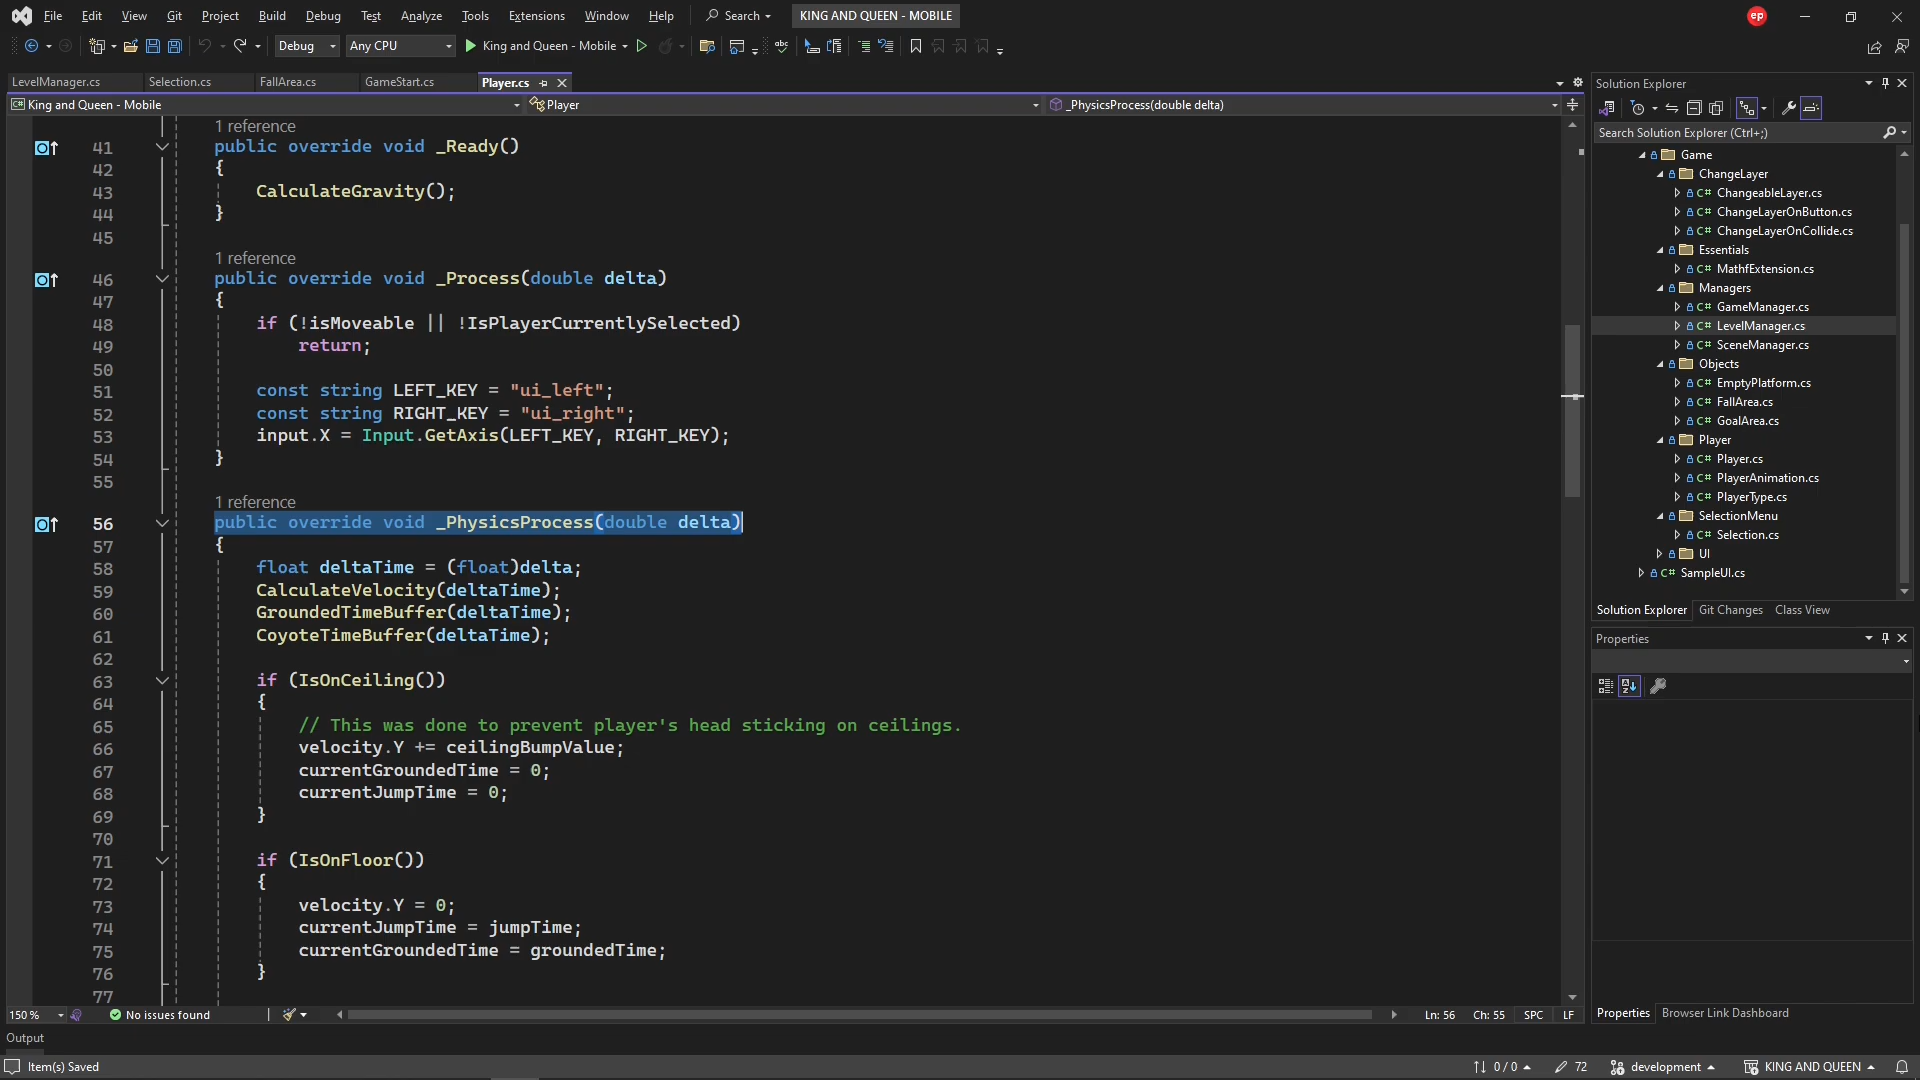 File Edit View Git Project Build Debug Test Analyze Tools Extensions Window Help Search KING AND QUEEN - MOBILE ep
Debug Any CPU King and Queen - Mobile
LevelManager.cs Selection.cs FallArea.cs GameStart.cs Player.cs
King and Queen - Mobile Player _PhysicsProcess(double delta)
1 reference
41 public override void _Ready()
42 {
43 CalculateGravity();
44 }
45
1 reference
46 public override void _Process(double delta)
47 {
48 if (!isMoveable || !IsPlayerCurrentlySelected)
49 return;
50
51 const string LEFT_KEY = "ui_left";
52 const string RIGHT_KEY = "ui_right";
53 input.X = Input.GetAxis(LEFT_KEY, RIGHT_KEY);
54 }
55
1 reference
56 public override void _PhysicsProcess(double delta)
57 {
58 float deltaTime = (float)delta;
59 CalculateVelocity(deltaTime);
60 GroundedTimeBuffer(deltaTime);
61 CoyoteTimeBuffer(deltaTime);
62
63 if (IsOnCeiling())
64 {
65 // This was done to prevent player's head sticking on ceilings.
66 velocity.Y += ceilingBumpValue;
67 currentGroundedTime = 0;
68 currentJumpTime = 0;
69 }
70
71 if (IsOnFloor())
72 {
73 velocity.Y = 0;
74 currentJumpTime = jumpTime;
75 currentGroundedTime = groundedTime;
76 }
77
150 % No issues found Ln: 56 Ch: 55 SPC LF
Output
Solution Explorer
Search Solution Explorer (Ctrl+;)
Game
ChangeLayer
C# ChangeableLayer.cs
C# ChangeLayerOnButton.cs
C# ChangeLayerOnCollide.cs
Essentials
C# MathfExtension.cs
Managers
C# GameManager.cs
C# LevelManager.cs
C# SceneManager.cs
Objects
C# EmptyPlatform.cs
C# FallArea.cs
C# GoalArea.cs
Player
C# Player.cs
C# PlayerAnimation.cs
C# PlayerType.cs
SelectionMenu
C# Selection.cs
UI
C# SampleUI.cs
Solution Explorer Git Changes Class View
Properties
Properties Browser Link Dashboard
Item(s) Saved 0 / 0 72 development KING AND QUEEN